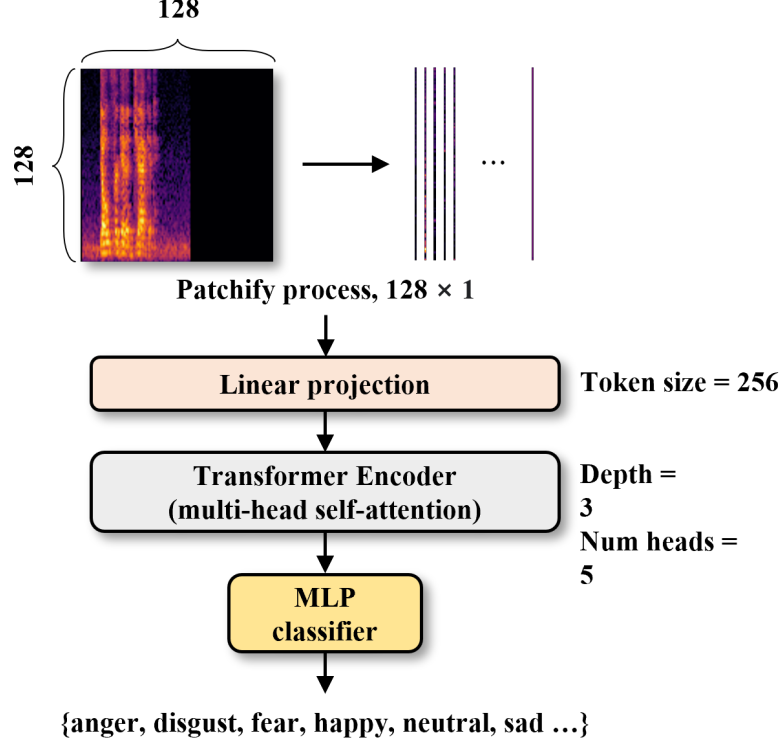 128
128
...
Patchify process, 128 × 1
Linear projection
Token size = 256
Transformer Encoder
(multi-head self-attention)
Depth =
3
Num heads =
5
MLP
classifier
{anger, disgust, fear, happy, neutral, sad ...}